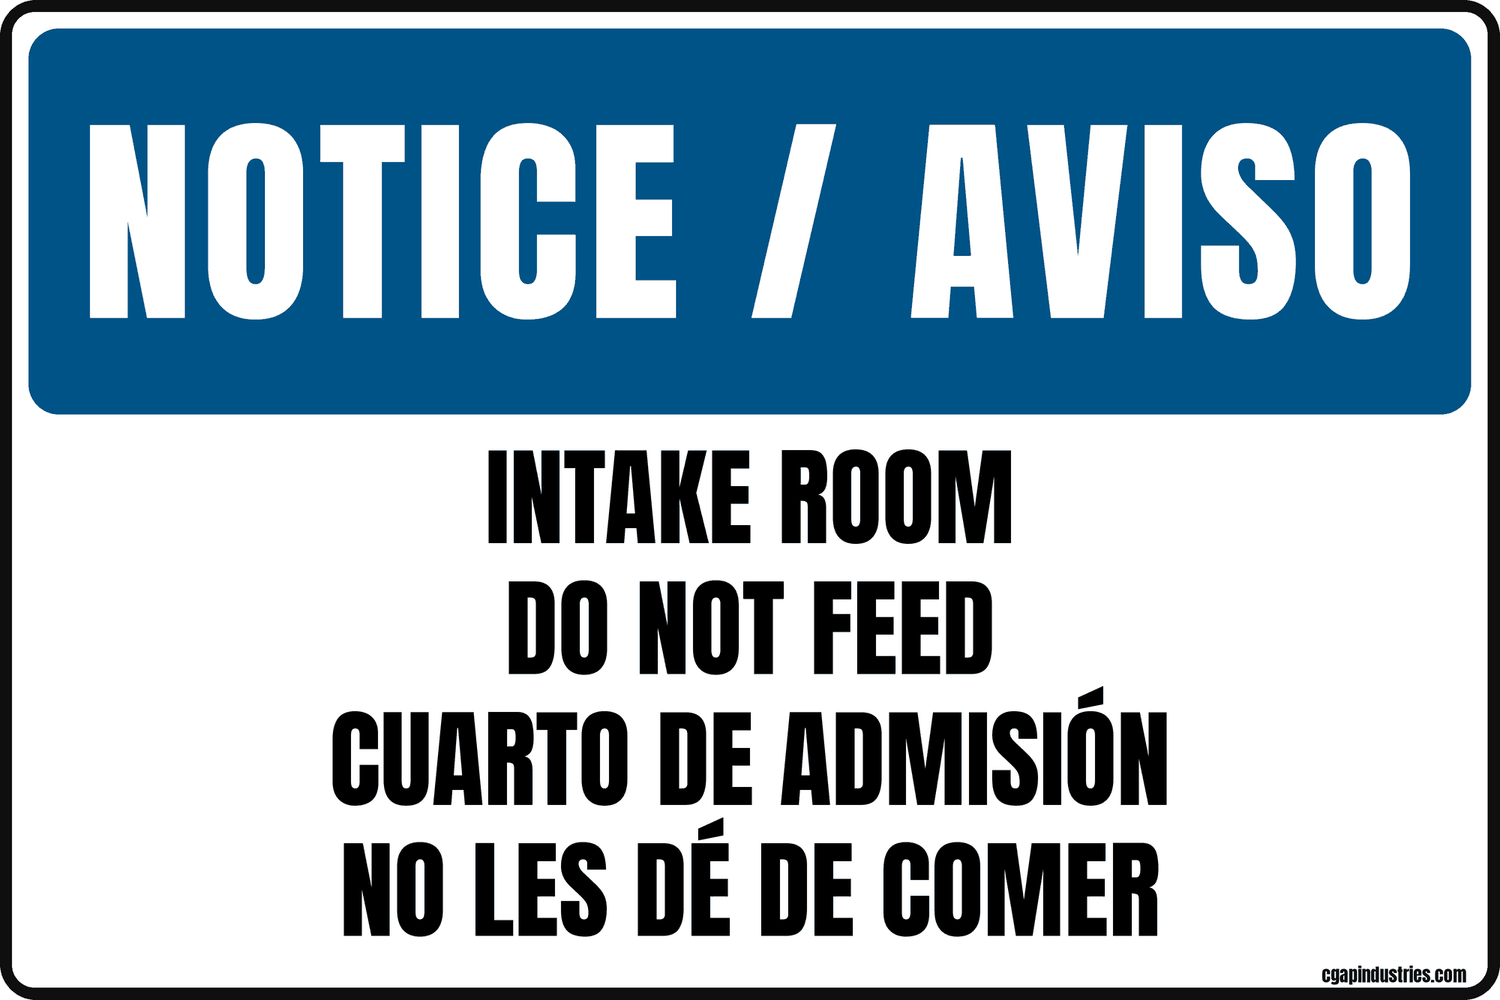 NOTICE / AVISO
INTAKE ROOM
DO NOT FEED
CUARTO DE ADMISIÓN
NO LES DÉ DE COMER
cgapindustries.com